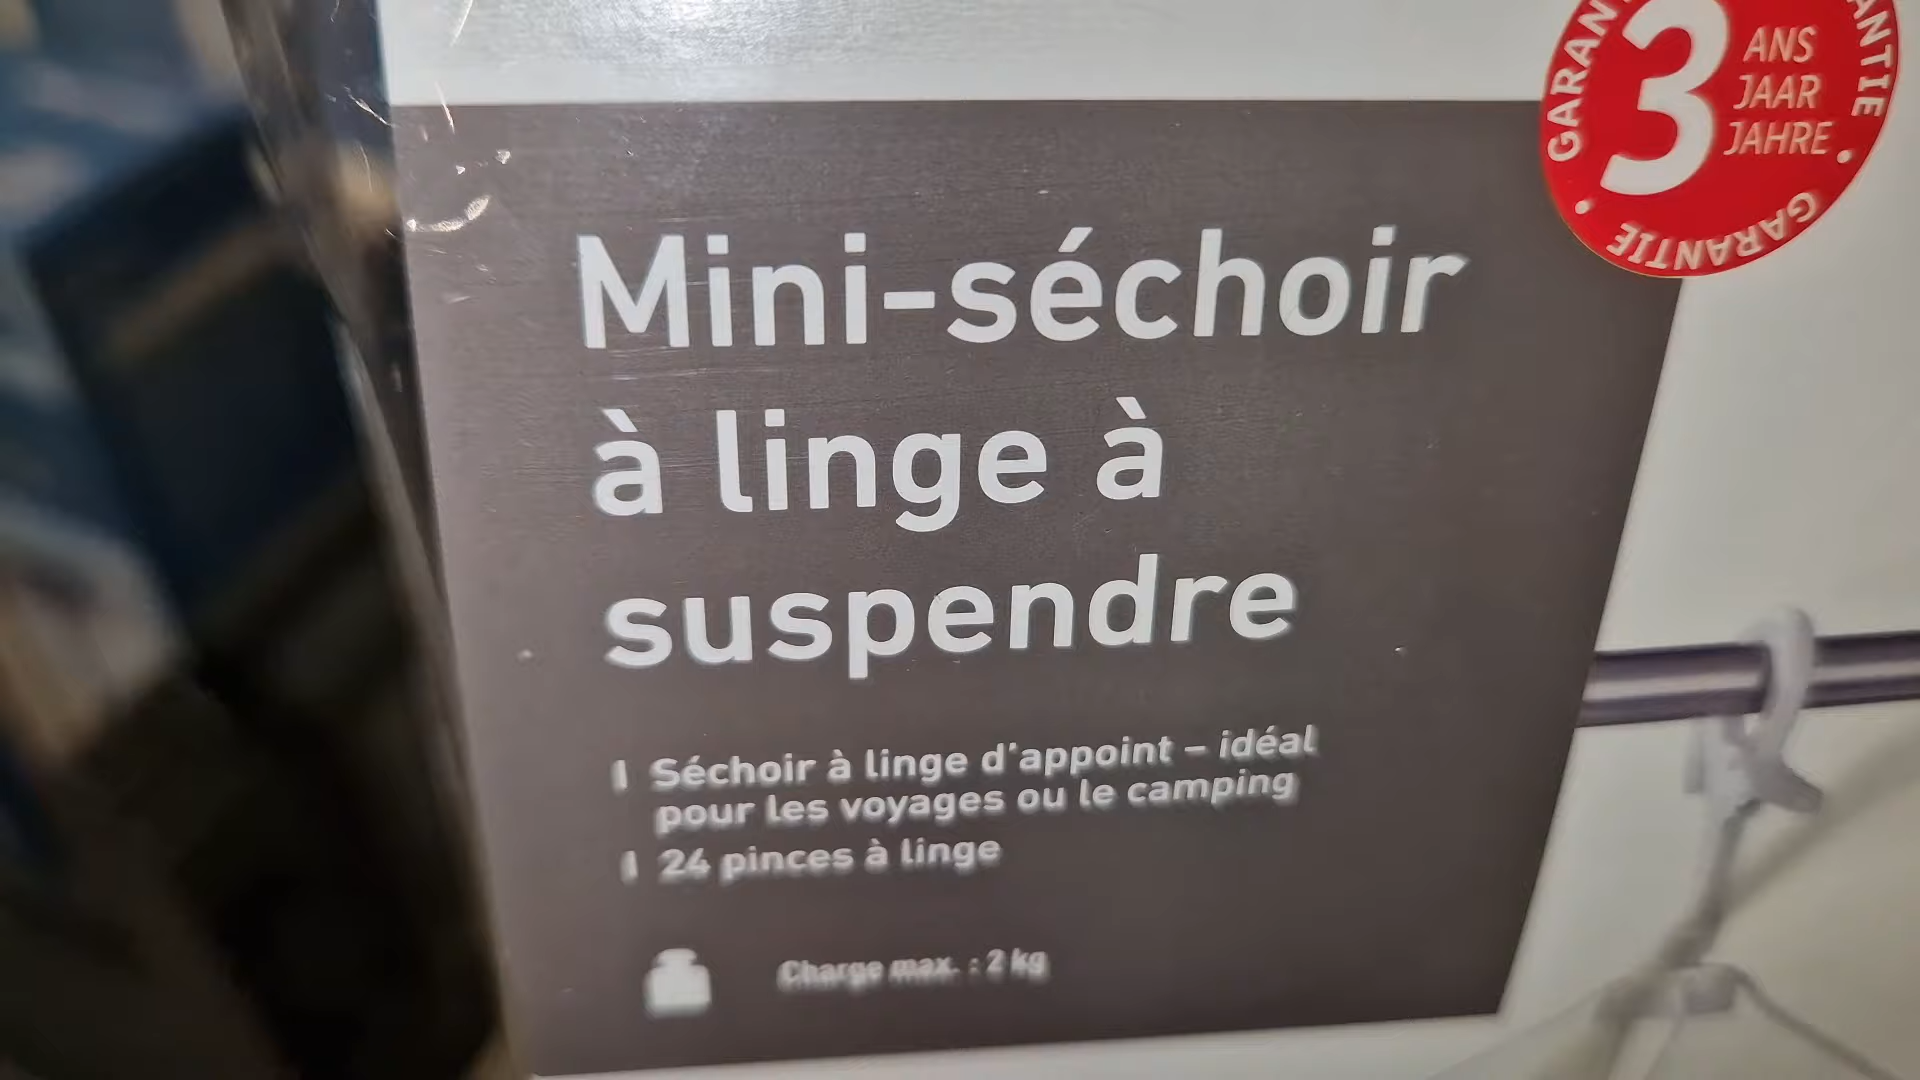 GARANTIE
3 ANS
JAAR
JAHRE
GARANTIE
Mini-séchoir
à linge à
suspendre
Séchoir à linge d'appoint – idéal
pour les voyages ou le camping
24 pinces à linge
Charge max. : 2 kg